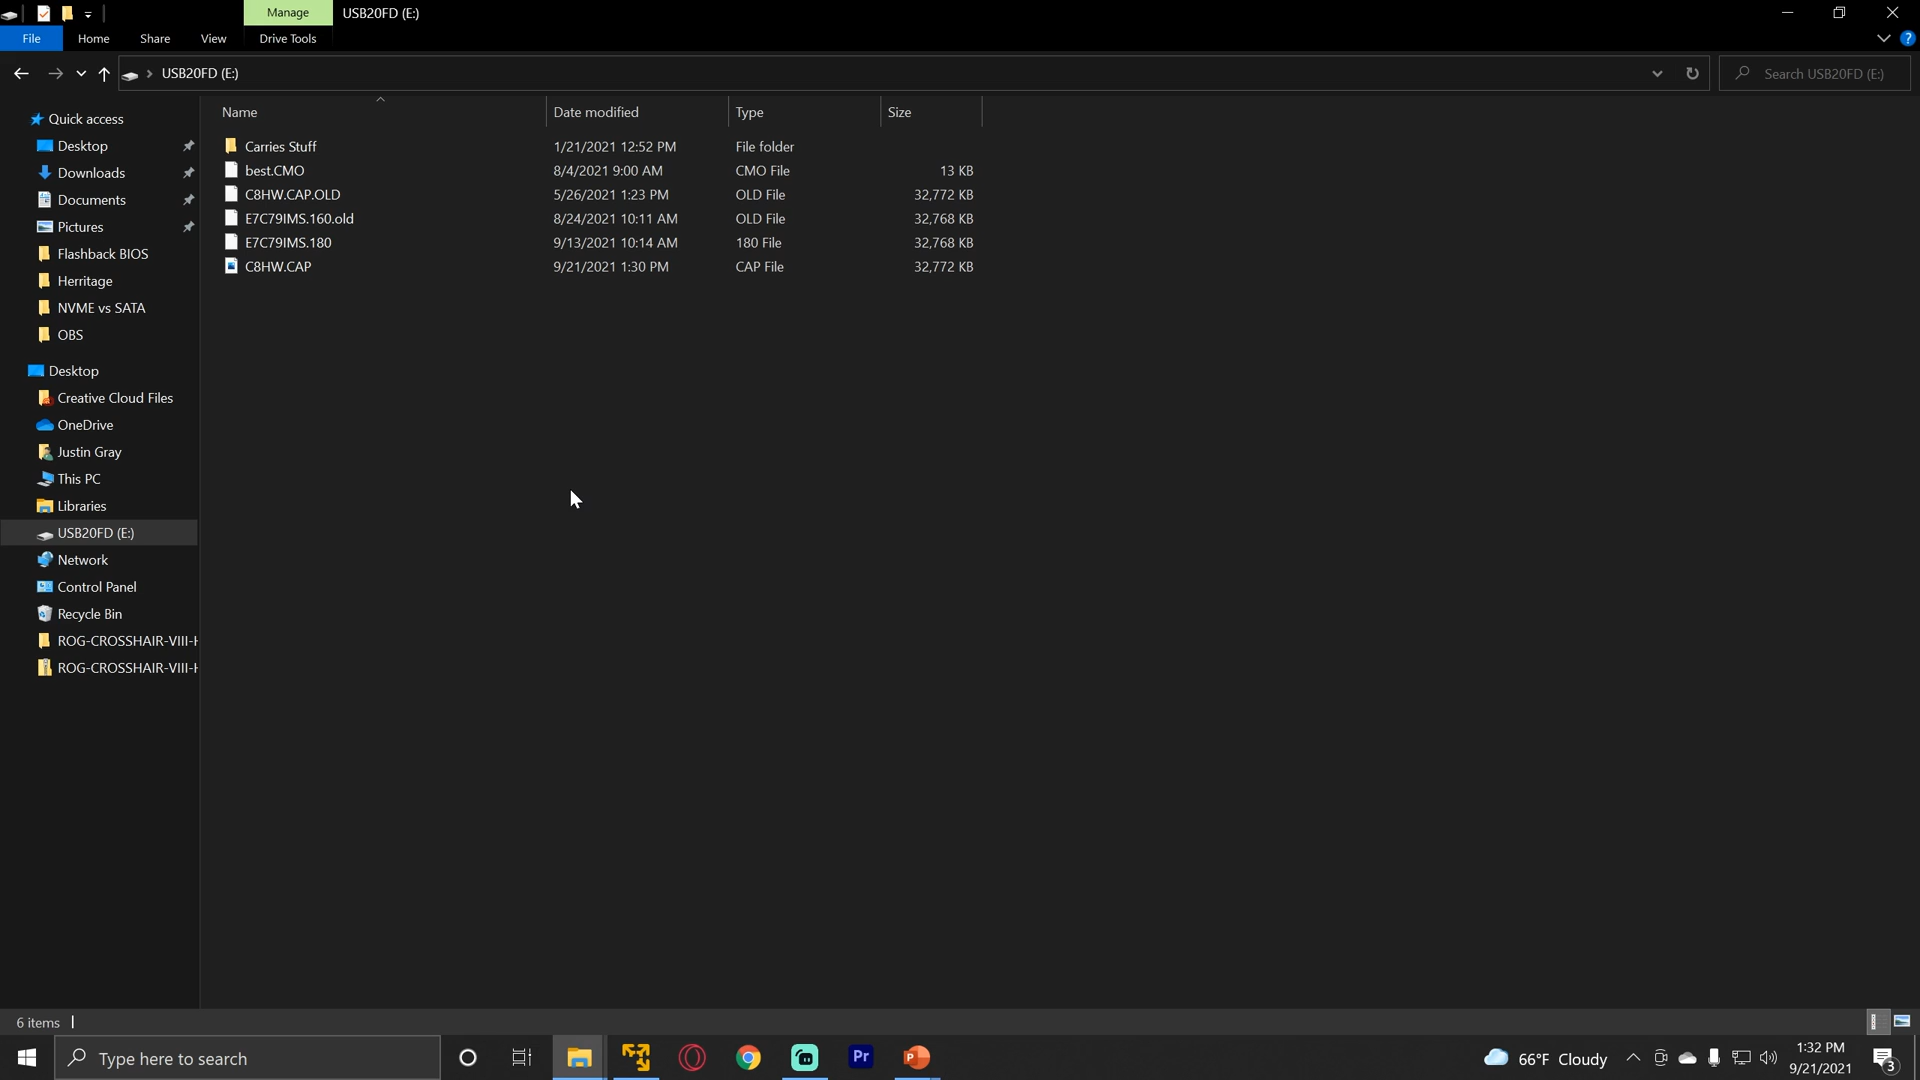 Manage USB20FD (E:)
File Home Share View Drive Tools
USB20FD (E:) Search USB20FD (E:)
Name Date modified Type Size
Carries Stuff 1/21/2021 12:52 PM File folder
best.CMO 8/4/2021 9:00 AM CMO File 13 KB
C8HW.CAP.OLD 5/26/2021 1:23 PM OLD File 32,772 KB
E7C79IMS.160.old 8/24/2021 10:11 AM OLD File 32,768 KB
E7C79IMS.180 9/13/2021 10:14 AM 180 File 32,768 KB
C8HW.CAP 9/21/2021 1:30 PM CAP File 32,772 KB
Quick access
Desktop
Downloads
Documents
Pictures
Flashback BIOS
Herritage
NVME vs SATA
OBS
Desktop
Creative Cloud Files
OneDrive
Justin Gray
This PC
Libraries
USB20FD (E:)
Network
Control Panel
Recycle Bin
ROG-CROSSHAIR-VIII-H
ROG-CROSSHAIR-VIII-H
6 items
Type here to search
Pr
P
66°F Cloudy
1:32 PM
9/21/2021
3